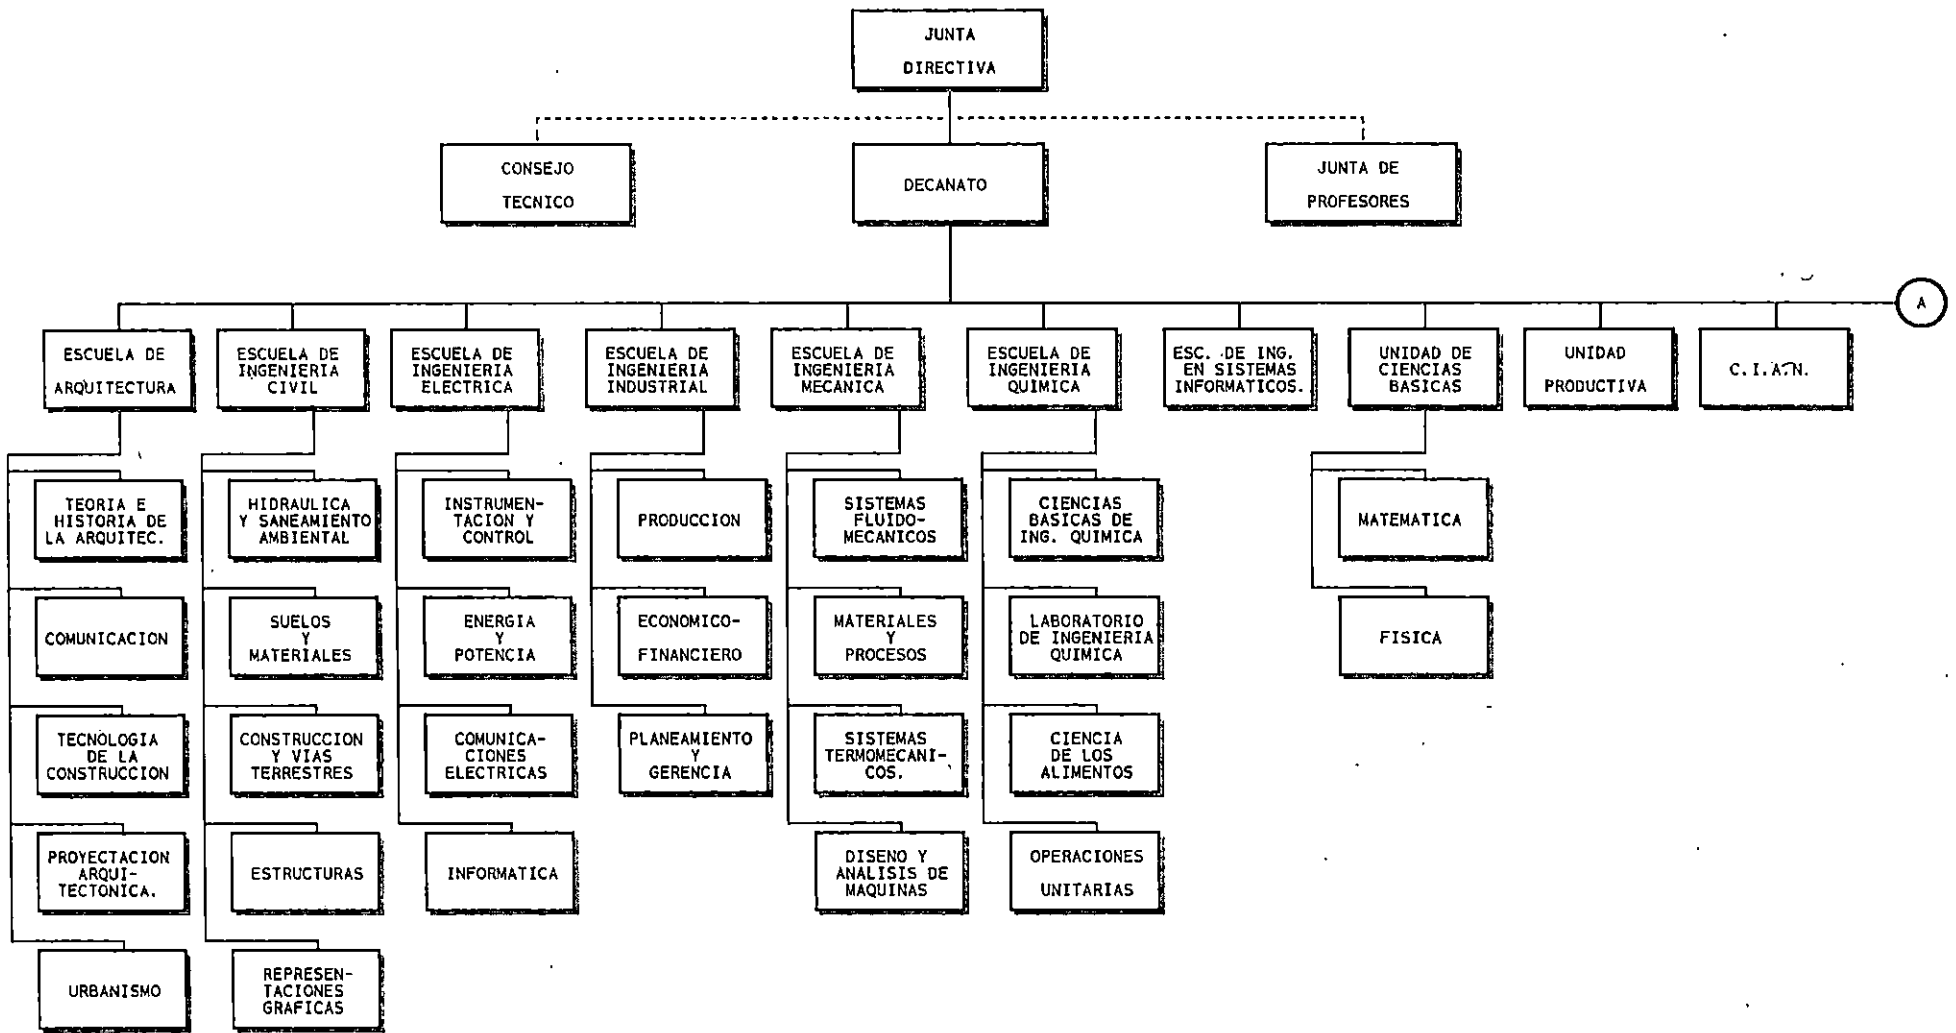 JUNTA
DIRECTIVA
CONSEJO
TECNICO
DECANATO
JUNTA DE
PROFESORES
A
ESCUELA DE
ARQUITECTURA
ESCUELA DE
INGENIERIA
CIVIL
ESCUELA DE
INGENIERIA
ELECTRICA
ESCUELA DE
INGENIERIA
INDUSTRIAL
ESCUELA DE
INGENIERIA
MECANICA
ESCUELA DE
INGENIERIA
QUIMICA
ESC. DE ING.
EN SISTEMAS
INFORMATICOS.
UNIDAD DE
CIENCIAS
BASICAS
UNIDAD
PRODUCTIVA
C.I.A.N.
TEORIA E
HISTORIA DE
LA ARQUITEC.
HIDRAULICA
Y SANEAMIENTO
AMBIENTAL
INSTRUMEN-
TACION Y
CONTROL
PRODUCCION
SISTEMAS
FLUIDO-
MECANICOS
CIENCIAS
BASICAS DE
ING. QUIMICA
MATEMATICA
COMUNICACION
SUELOS
Y
MATERIALES
ENERGIA
Y
POTENCIA
ECONOMICO-
FINANCIERO
MATERIALES
Y
PROCESOS
LABORATORIO
DE INGENIERIA
QUIMICA
FISICA
TECNOLOGIA
DE LA
CONSTRUCCION
CONSTRUCCION
Y VIAS
TERRESTRES
COMUNICA-
CIONES
ELECTRICAS
PLANEAMIENTO
Y
GERENCIA
SISTEMAS
TERMOMECANI-
COS.
CIENCIA
DE LOS
ALIMENTOS
PROYECTACION
ARQUI-
TECTONICA.
ESTRUCTURAS
INFORMATICA
DISENO Y
ANALISIS DE
MAQUINAS
OPERACIONES
UNITARIAS
URBANISMO
REPRESEN-
TACIONES
GRAFICAS